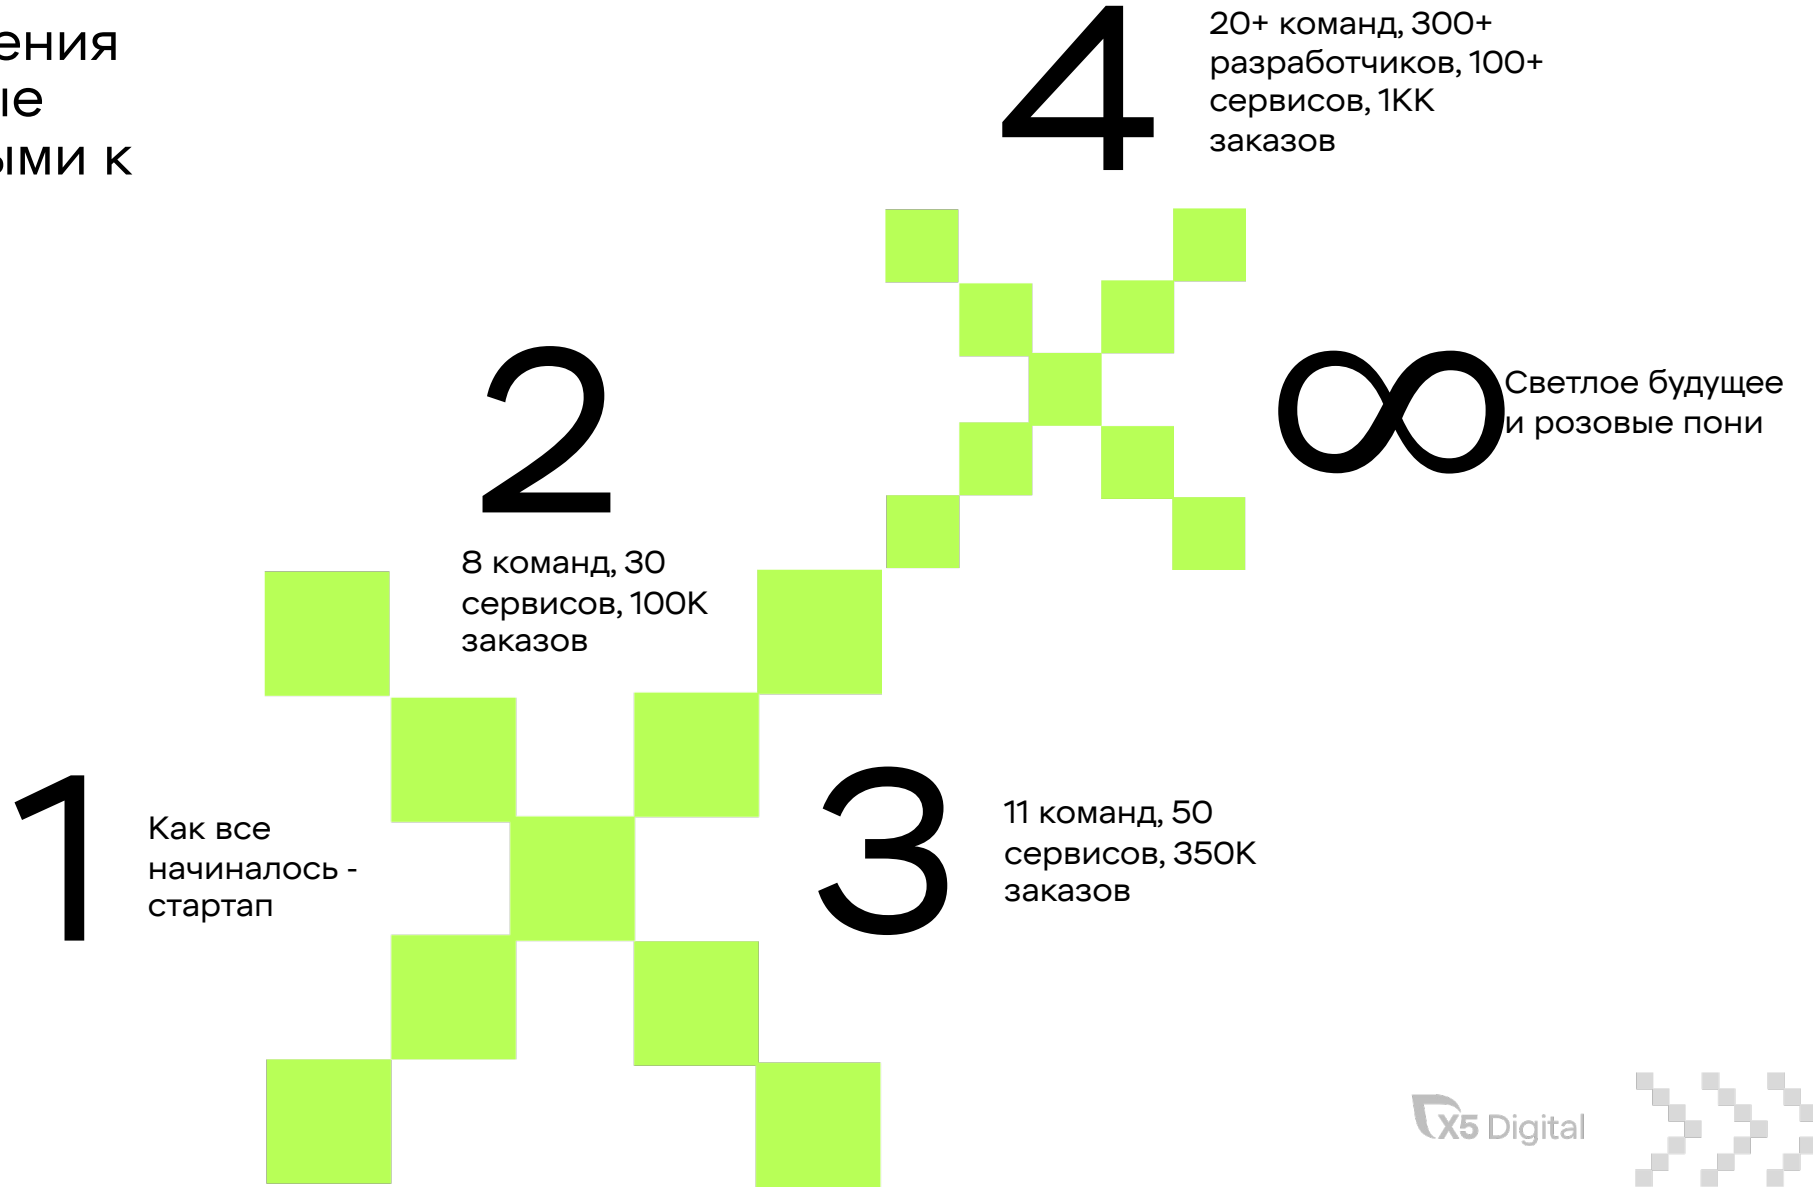 ения
ые
ыми к
4
20+ команд, 300+
разработчиков, 100+
сервисов, 1КК
заказов
2
8 команд, 30
сервисов, 100К
заказов
∞
Светлое будущее
и розовые пони
1
Как все
начиналось -
стартап
3
11 команд, 50
сервисов, 350К
заказов
X5 Digital